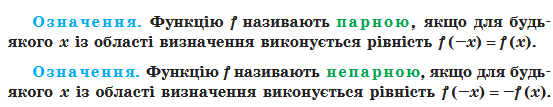 Означення. Функцію f називають парною, якщо для будь-
якого x із області визначення виконується рівність f (−x) = f (x).
Означення. Функцію f називають непарною, якщо для будь-
якого x із області визначення виконується рівність f (−x) = −f (x).